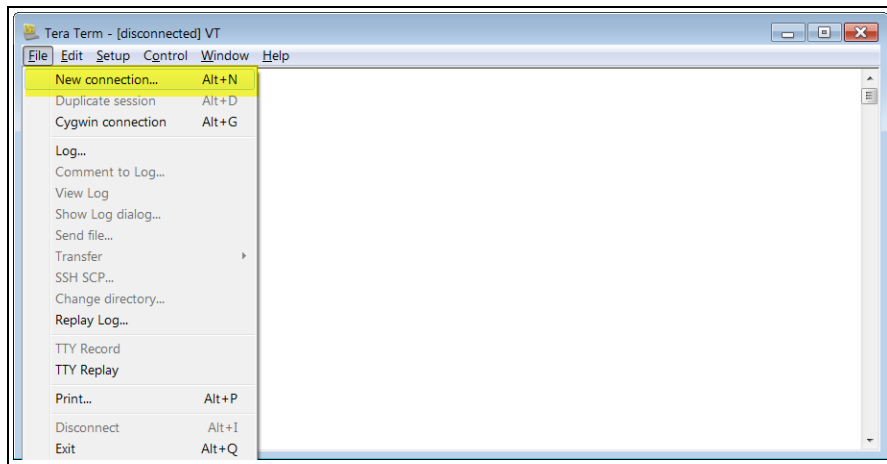 Tera Term - [disconnected] VT
File Edit Setup Control Window Help
New connection... Alt+N
Duplicate session Alt+D
Cygwin connection Alt+G
Log...
Comment to Log...
View Log
Show Log dialog...
Send file...
Transfer
SSH SCP...
Change directory...
Replay Log...
TTY Record
TTY Replay
Print... Alt+P
Disconnect Alt+I
Exit Alt+Q